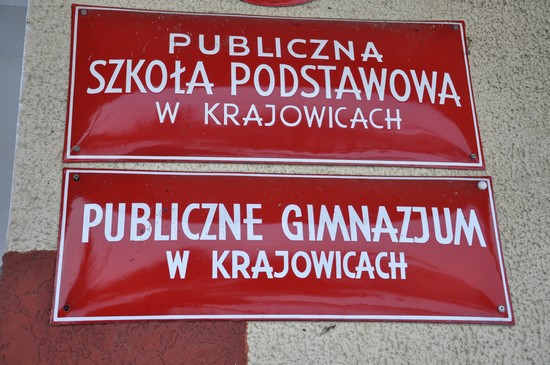 PUBLICZNA
SZKOŁA PODSTAWOWA
W KRAJOWICACH
PUBLICZNE GIMNAZJUM
W KRAJOWICACH